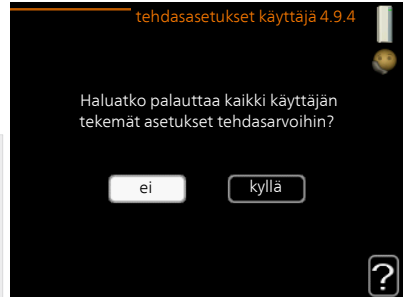 tehdasasetukset käyttäjä 4.9.4
Haluatko palauttaa kaikki käyttäjän
tekemät asetukset tehdasarvoihin?
ei
kyllä
?